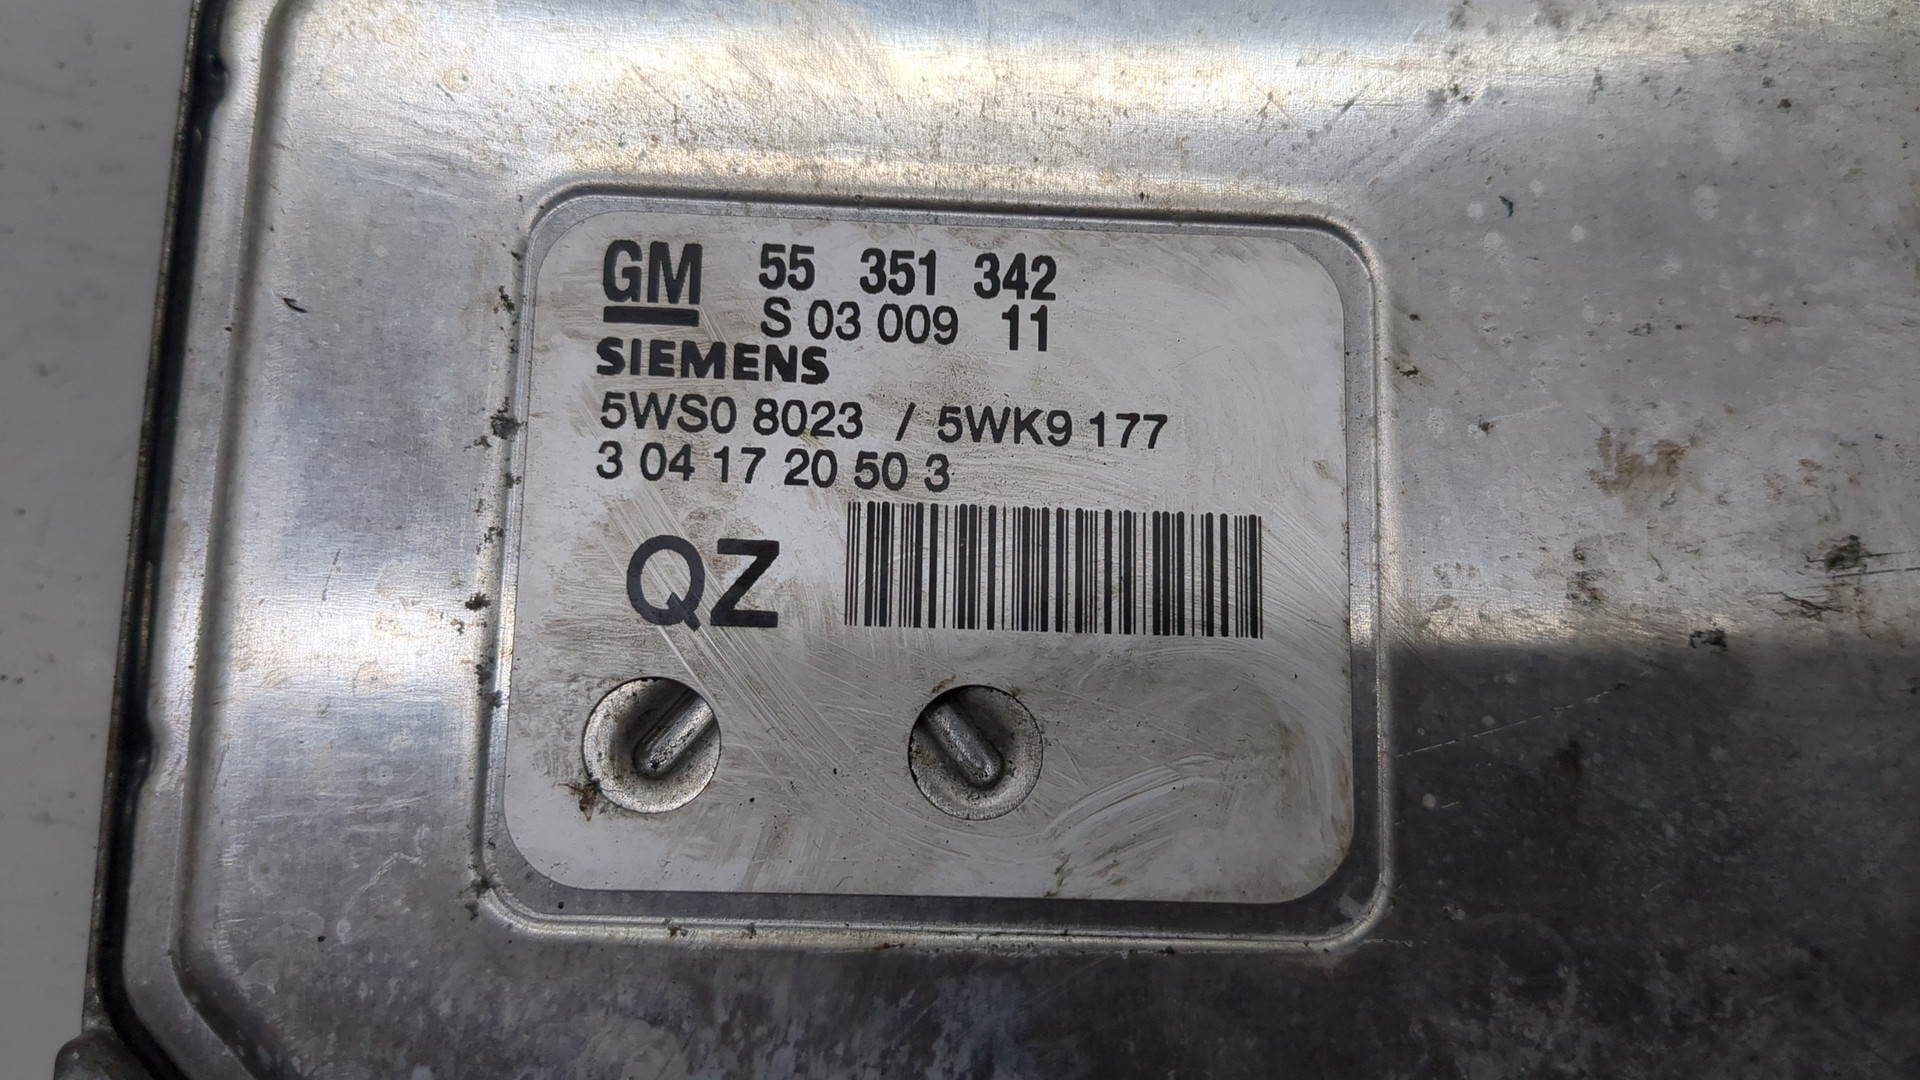 GM 55 351 342
S 03 009 11
SIEMENS
5WS0 8023 / 5WK9 177
3 04 17 20 50 3
QZ